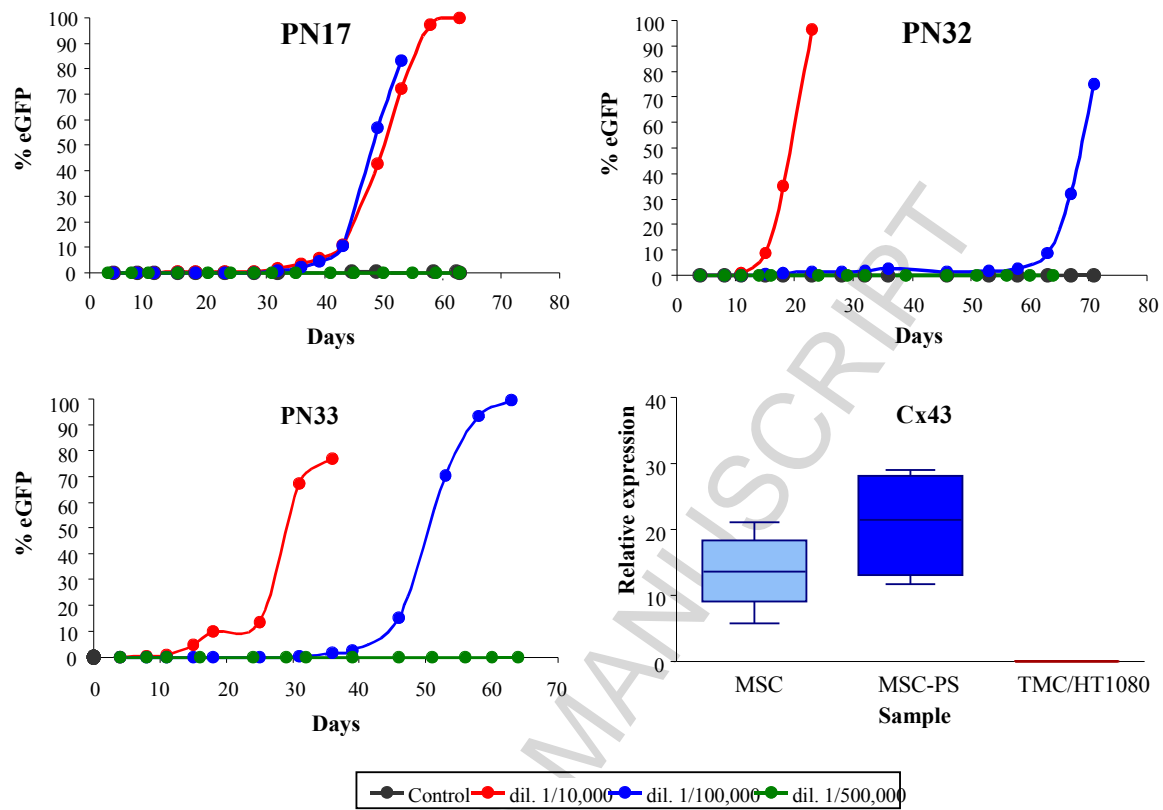 PN17
% eGFP
100
90
80
70
60
50
40
30
20
10
0
0 10 20 30 40 50 60 70 80
Days
PN32
% eGFP
100
90
80
70
60
50
40
30
20
10
0
0 10 20 30 40 50 60 70 80
Days
PN33
% eGFP
100
90
80
70
60
50
40
30
20
10
0
0 10 20 30 40 50 60 70
Days
Cx43
Relative expression
40
30
20
10
0
MSC MSC-PS TMC/HT1080
Sample
MANUSCRIPT
Control dil. 1/10,000 dil. 1/100,000 dil. 1/500,000